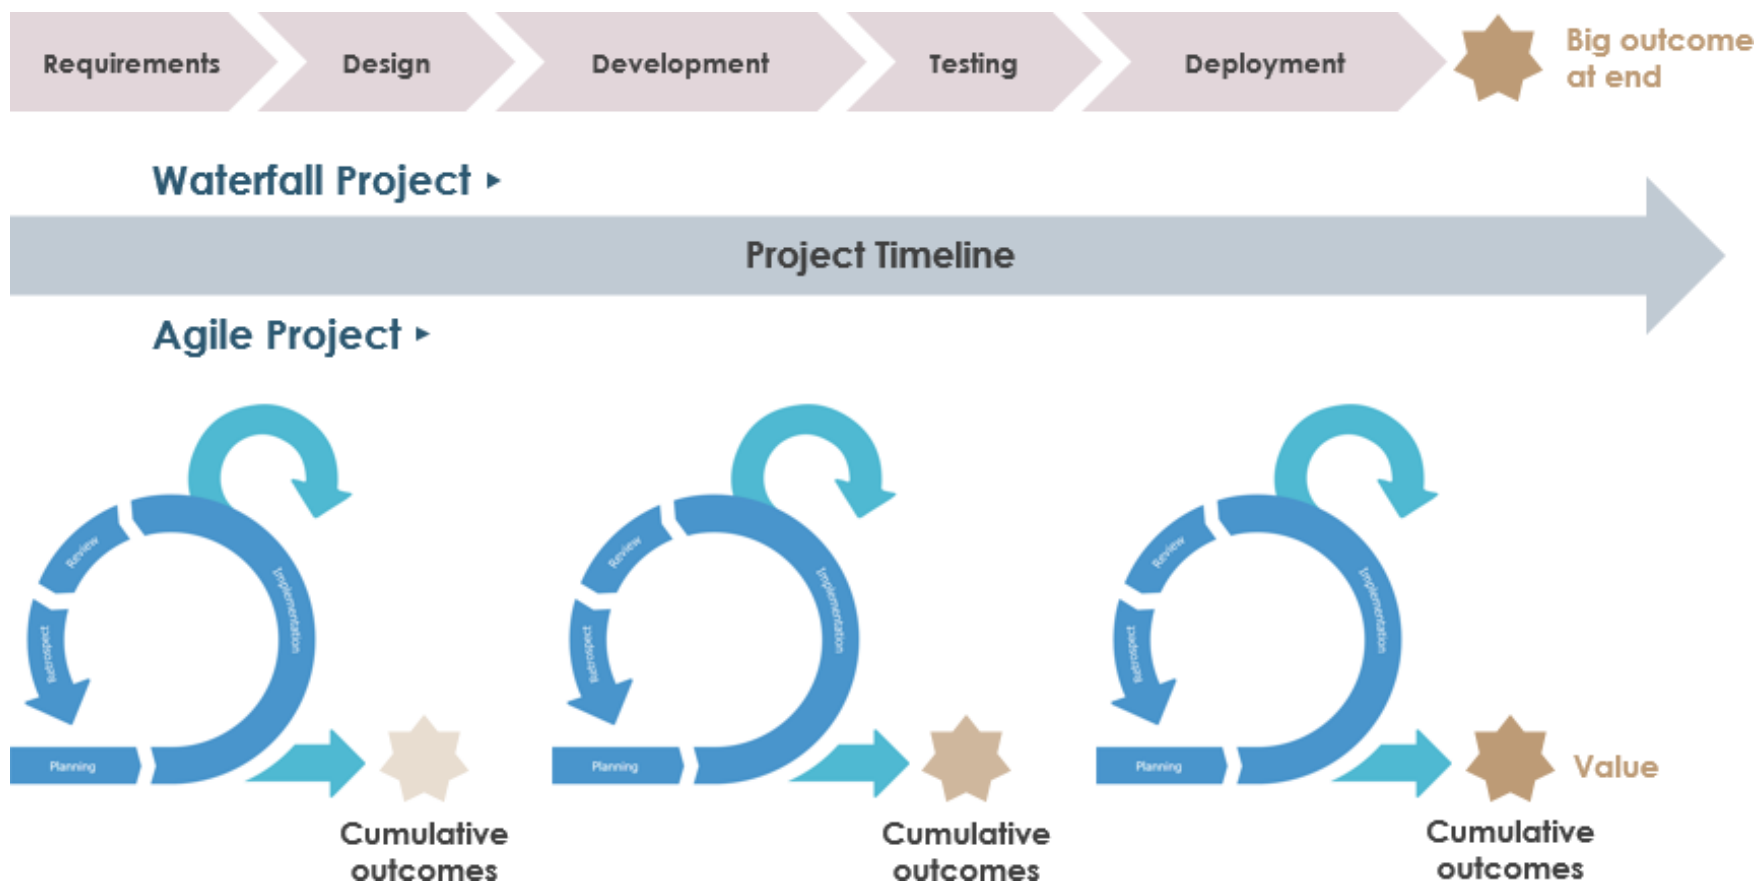 Requirements
Design
Development
Testing
Deployment
Big outcome
at end
Waterfall Project
Project Timeline
Agile Project
Review
Implementation
Retrospect
Planning
Cumulative
outcomes
Review
Implementation
Retrospect
Planning
Cumulative
outcomes
Review
Implementation
Retrospect
Planning
Value
Cumulative
outcomes